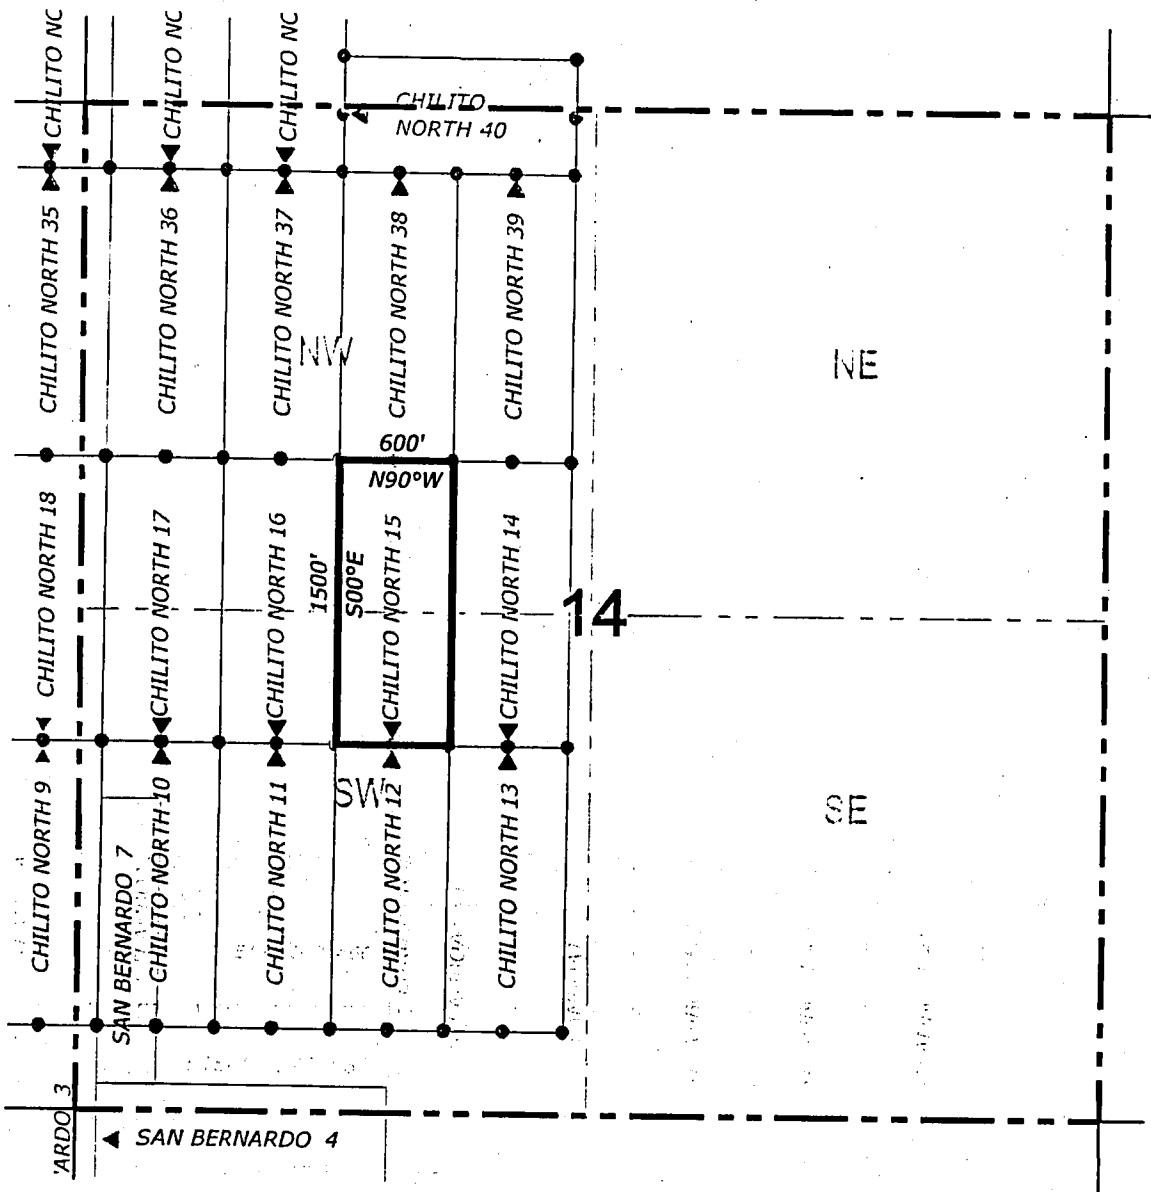 CHILITO NC
CHILITO NC
CHILITO NC
CHILITO
NORTH 40
CHILITO NORTH 35
CHILITO NORTH 36
CHILITO NORTH 37
CHILITO NORTH 38
CHILITO NORTH 39
NW
NE
600'
N90°W
CHILITO NORTH 18
CHILITO NORTH 17
CHILITO NORTH 16
1500'
S00°E
CHILITO NORTH 15
CHILITO NORTH 14
14
CHILITO NORTH 9
SAN BERNARDO 7
CHILITO NORTH 10
CHILITO NORTH 11
SW
CHILITO NORTH 12
CHILITO NORTH 13
SE
'ARDO 3
SAN BERNARDO 4